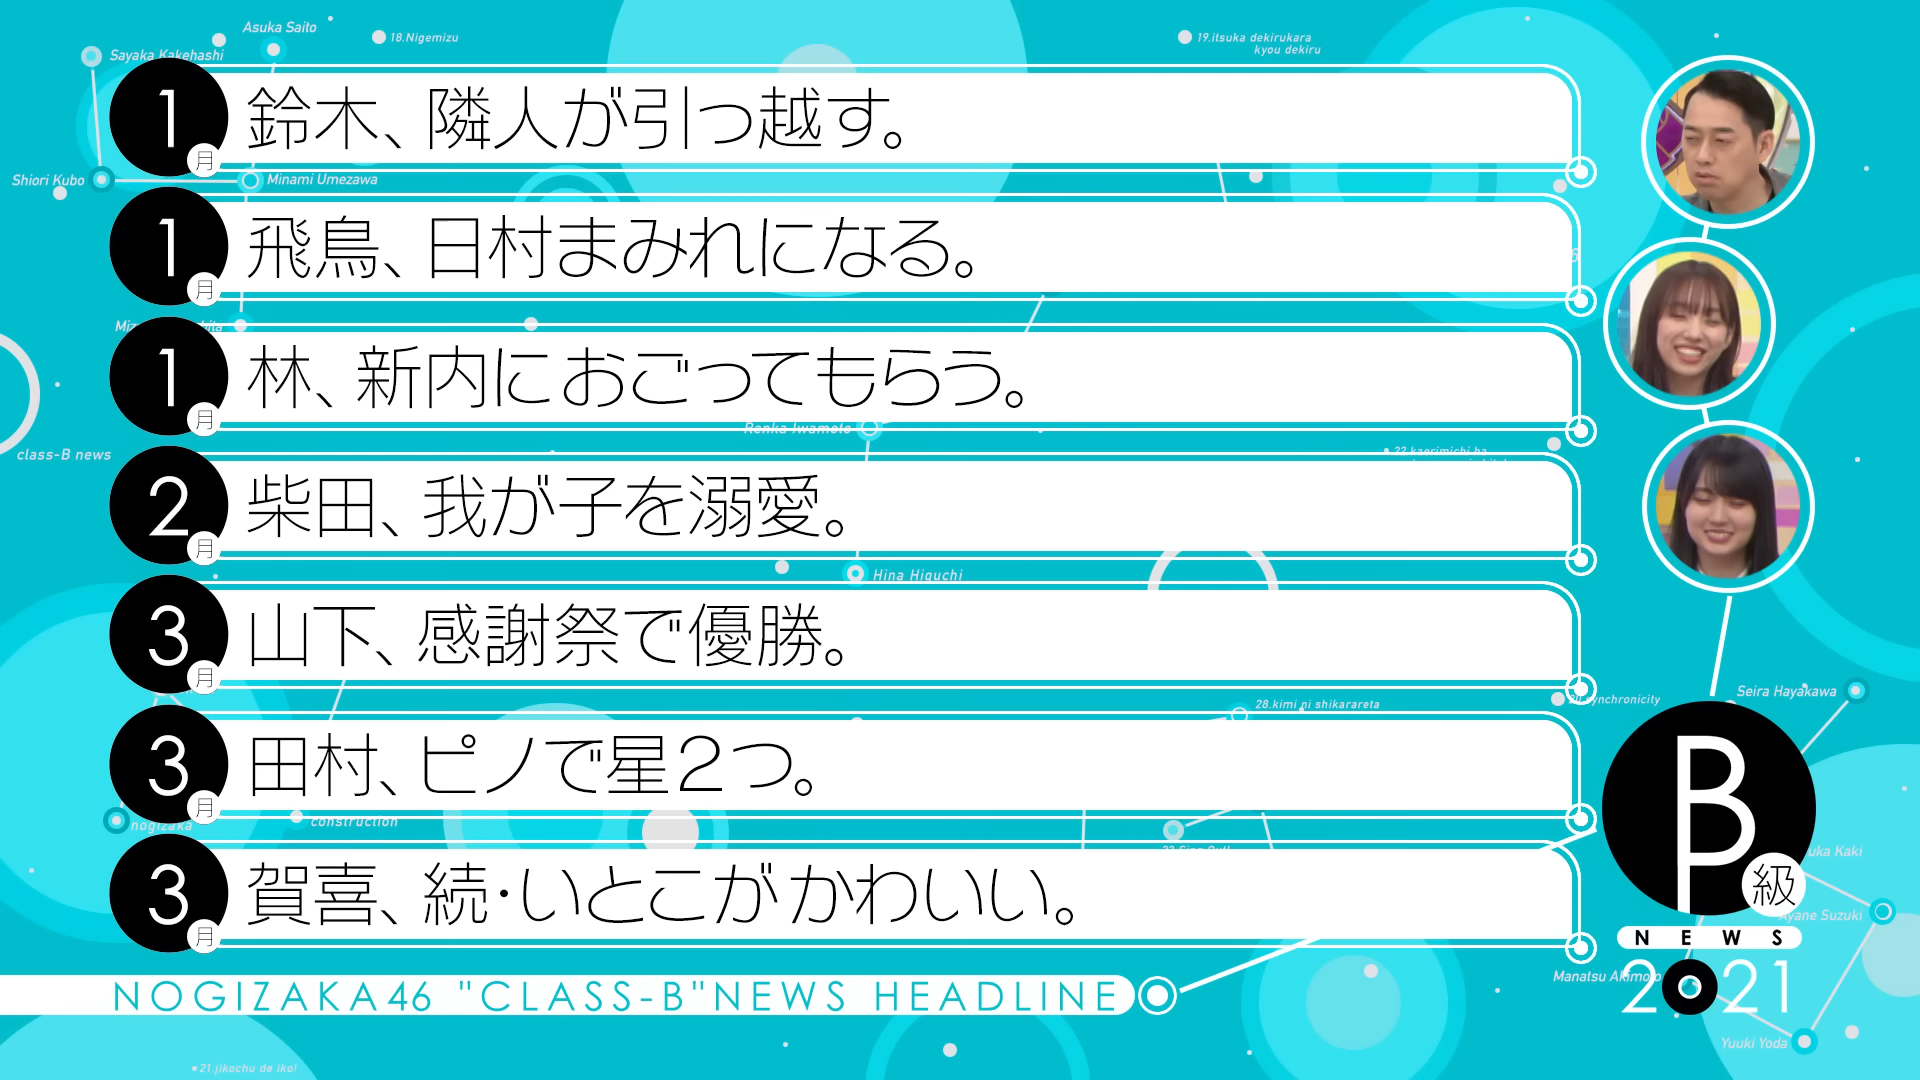 Asuka Saito
18.Nigemizu
19.itsuka dekirukara
kyou dekiru
Sayaka Kakehashi
1月 鈴木、隣人が引っ越す。
Shiori Kubo
Minami Umezawa
1月 飛鳥、日村まみれになる。
1月 林、新内におごってもらう。
Renka Iwamoto
class-B news
22.kaerimichi ha
2月 柴田、我が子を溺愛。
Hina Higuchi
3月 山下、感謝祭で優勝。
Seira Hayakawa
synchronicity
28.kimi ni shikarareta
3月 田村、ピノで星2つ。
nogizaka
construction
B級
3月 賀喜、続・いとこがかわいい。
uka Kaki
Ayane Suzuki
NEWS
Manatsu Akimoto
2021
NOGIZAKA46 "CLASS-B"NEWS HEADLINE
Yuuki Yoda
21.jikochu de iko!